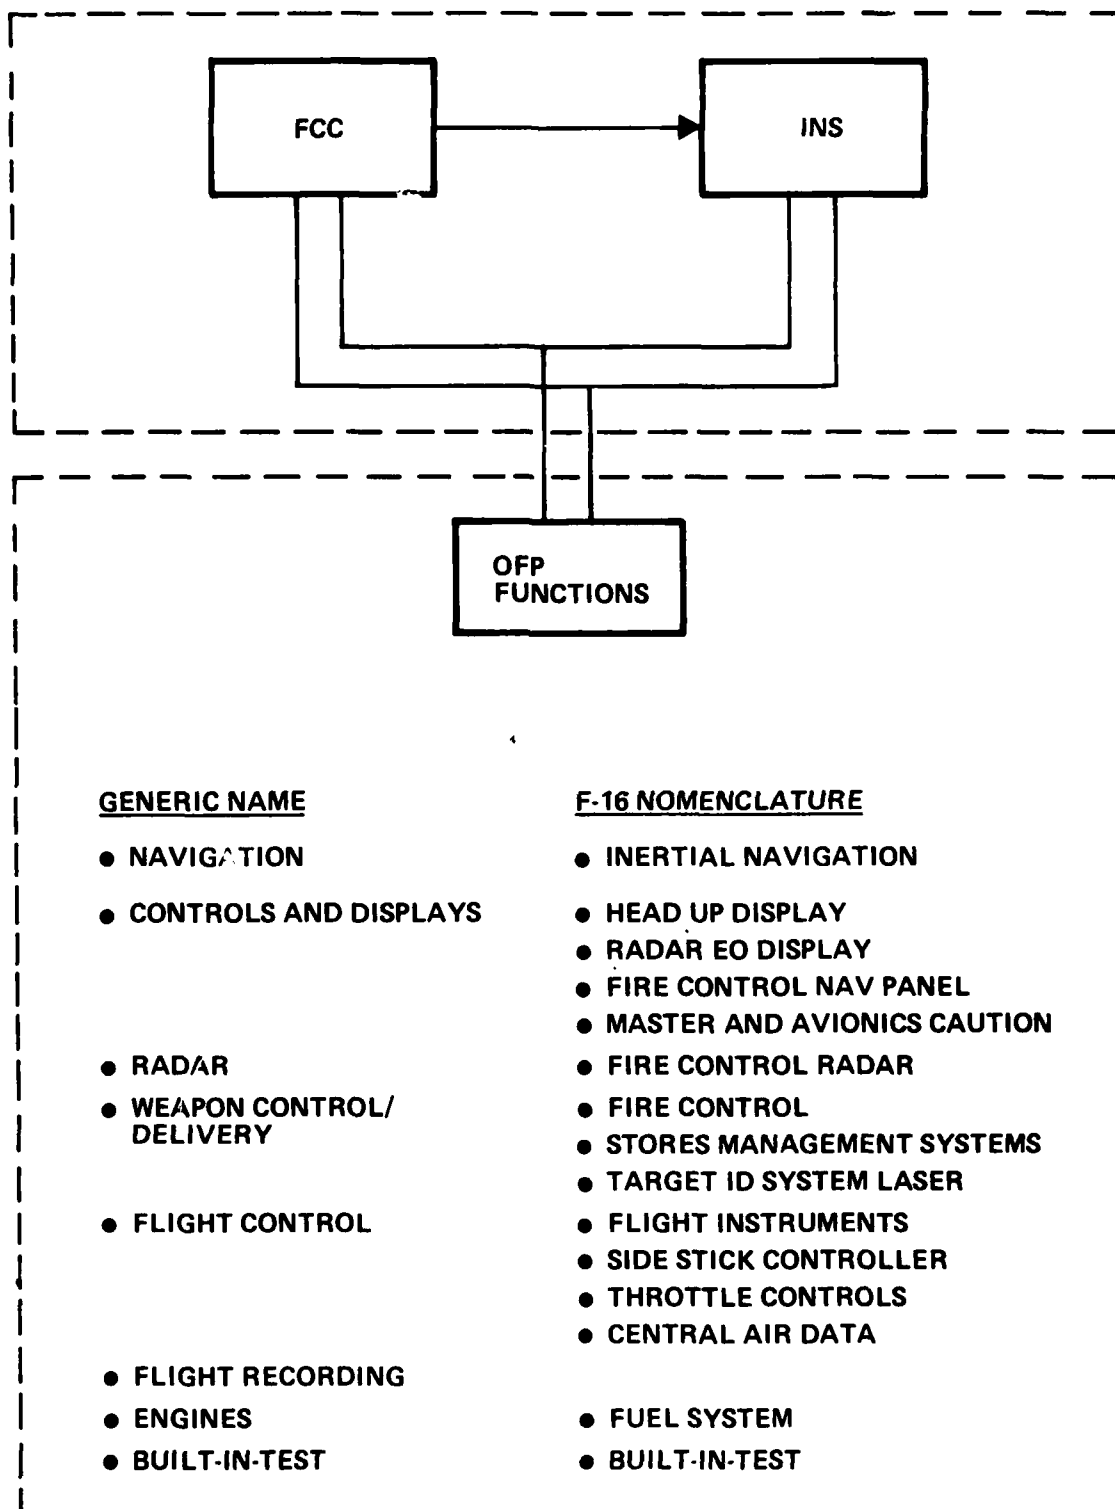 FCC
INS
OFP
FUNCTIONS
GENERIC NAME
F-16 NOMENCLATURE
● NAVIGATION
● INERTIAL NAVIGATION
● CONTROLS AND DISPLAYS
● HEAD UP DISPLAY
● RADAR EO DISPLAY
● FIRE CONTROL NAV PANEL
● MASTER AND AVIONICS CAUTION
● RADAR
● FIRE CONTROL RADAR
● WEAPON CONTROL/
DELIVERY
● FIRE CONTROL
● STORES MANAGEMENT SYSTEMS
● TARGET ID SYSTEM LASER
● FLIGHT CONTROL
● FLIGHT INSTRUMENTS
● SIDE STICK CONTROLLER
● THROTTLE CONTROLS
● CENTRAL AIR DATA
● FLIGHT RECORDING
● ENGINES
● FUEL SYSTEM
● BUILT-IN-TEST
● BUILT-IN-TEST